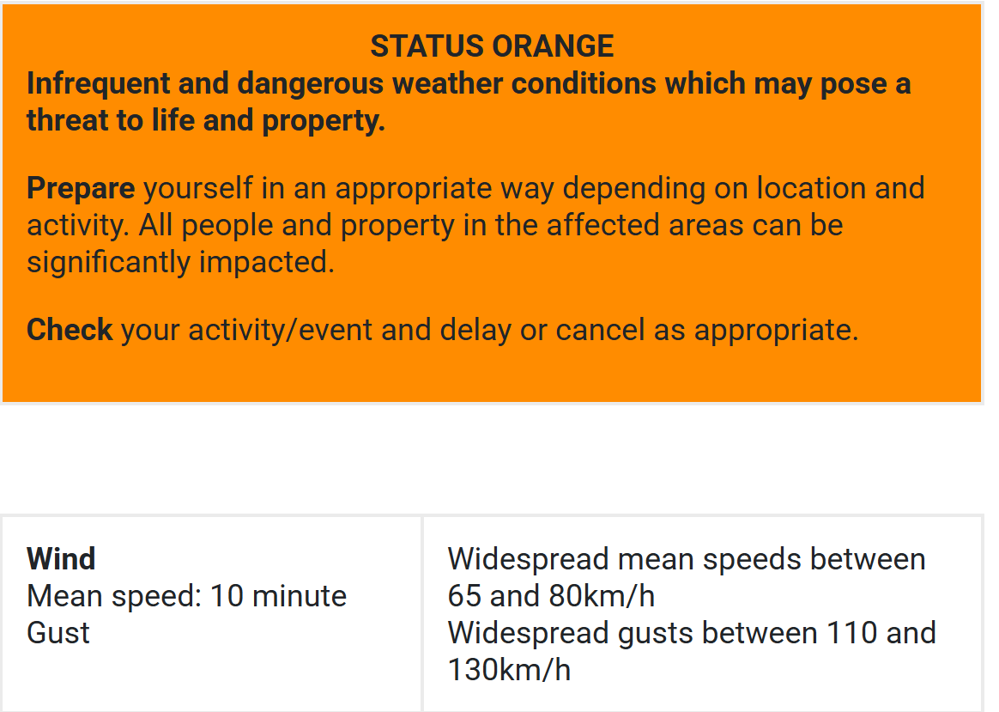 STATUS ORANGE
Infrequent and dangerous weather conditions which may pose a
threat to life and property.
Prepare yourself in an appropriate way depending on location and
activity. All people and property in the affected areas can be
significantly impacted.
Check your activity/event and delay or cancel as appropriate.
Wind
Mean speed: 10 minute
Gust
Widespread mean speeds between
65 and 80km/h
Widespread gusts between 110 and
130km/h